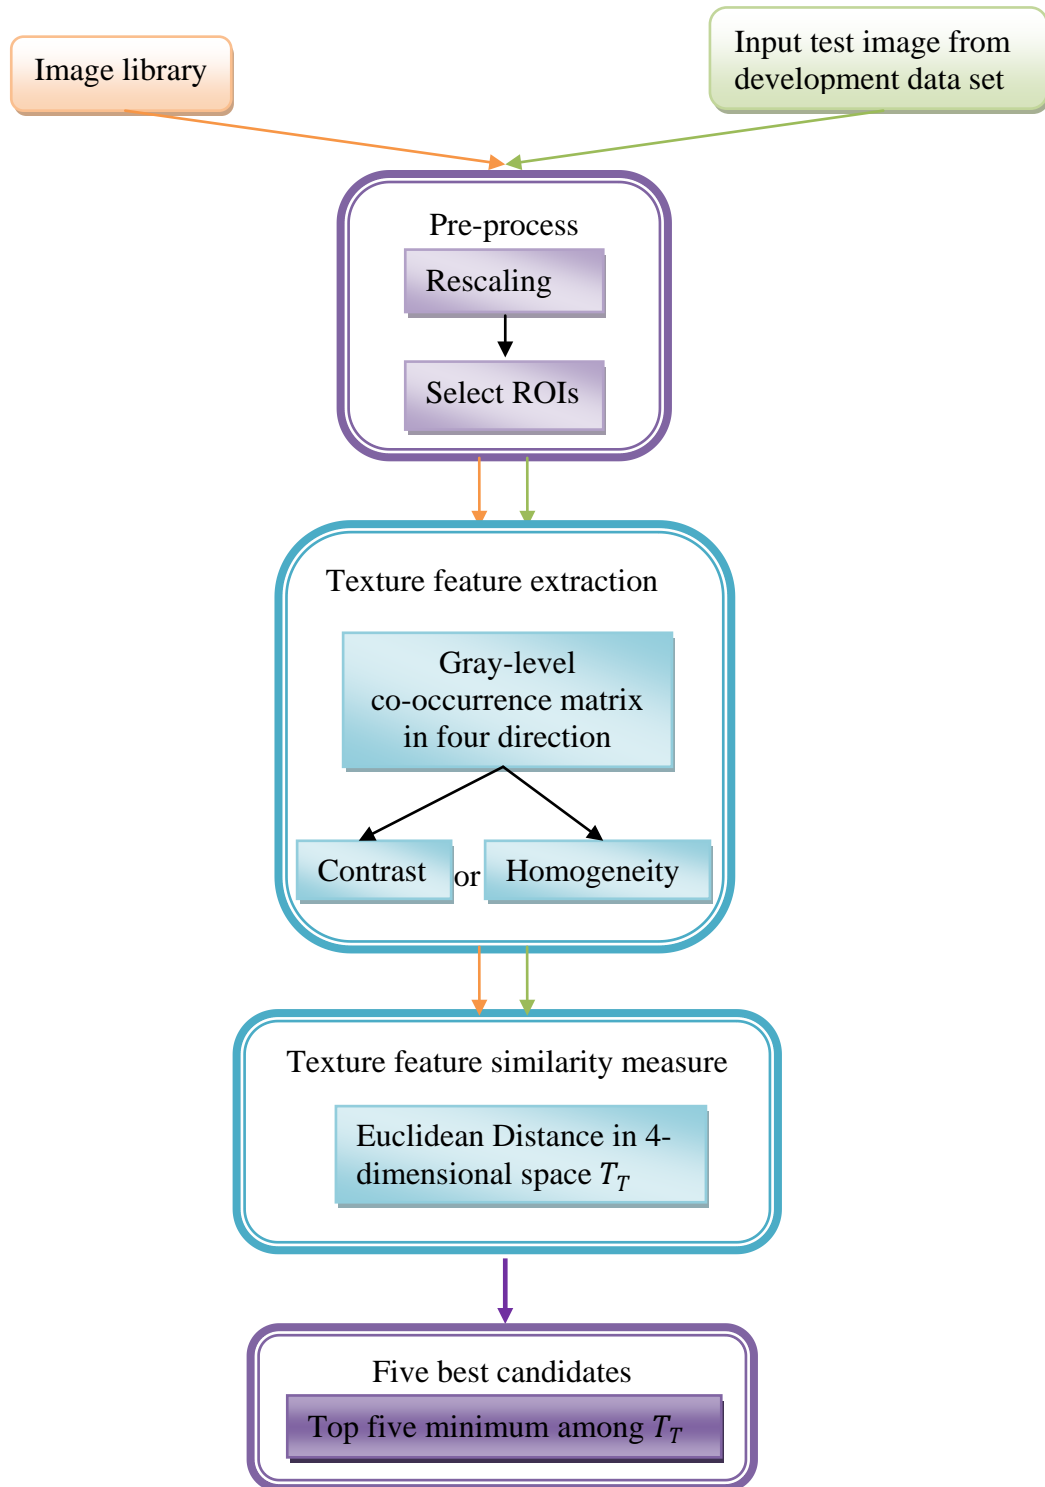 Image library
Input test image from
development data set
Pre-process
Rescaling
Select ROIs
Texture feature extraction
Gray-level
co-occurrence matrix
in four direction
Contrast
or
Homogeneity
Texture feature similarity measure
Euclidean Distance in 4-
dimensional space T_T
Five best candidates
Top five minimum among T_T